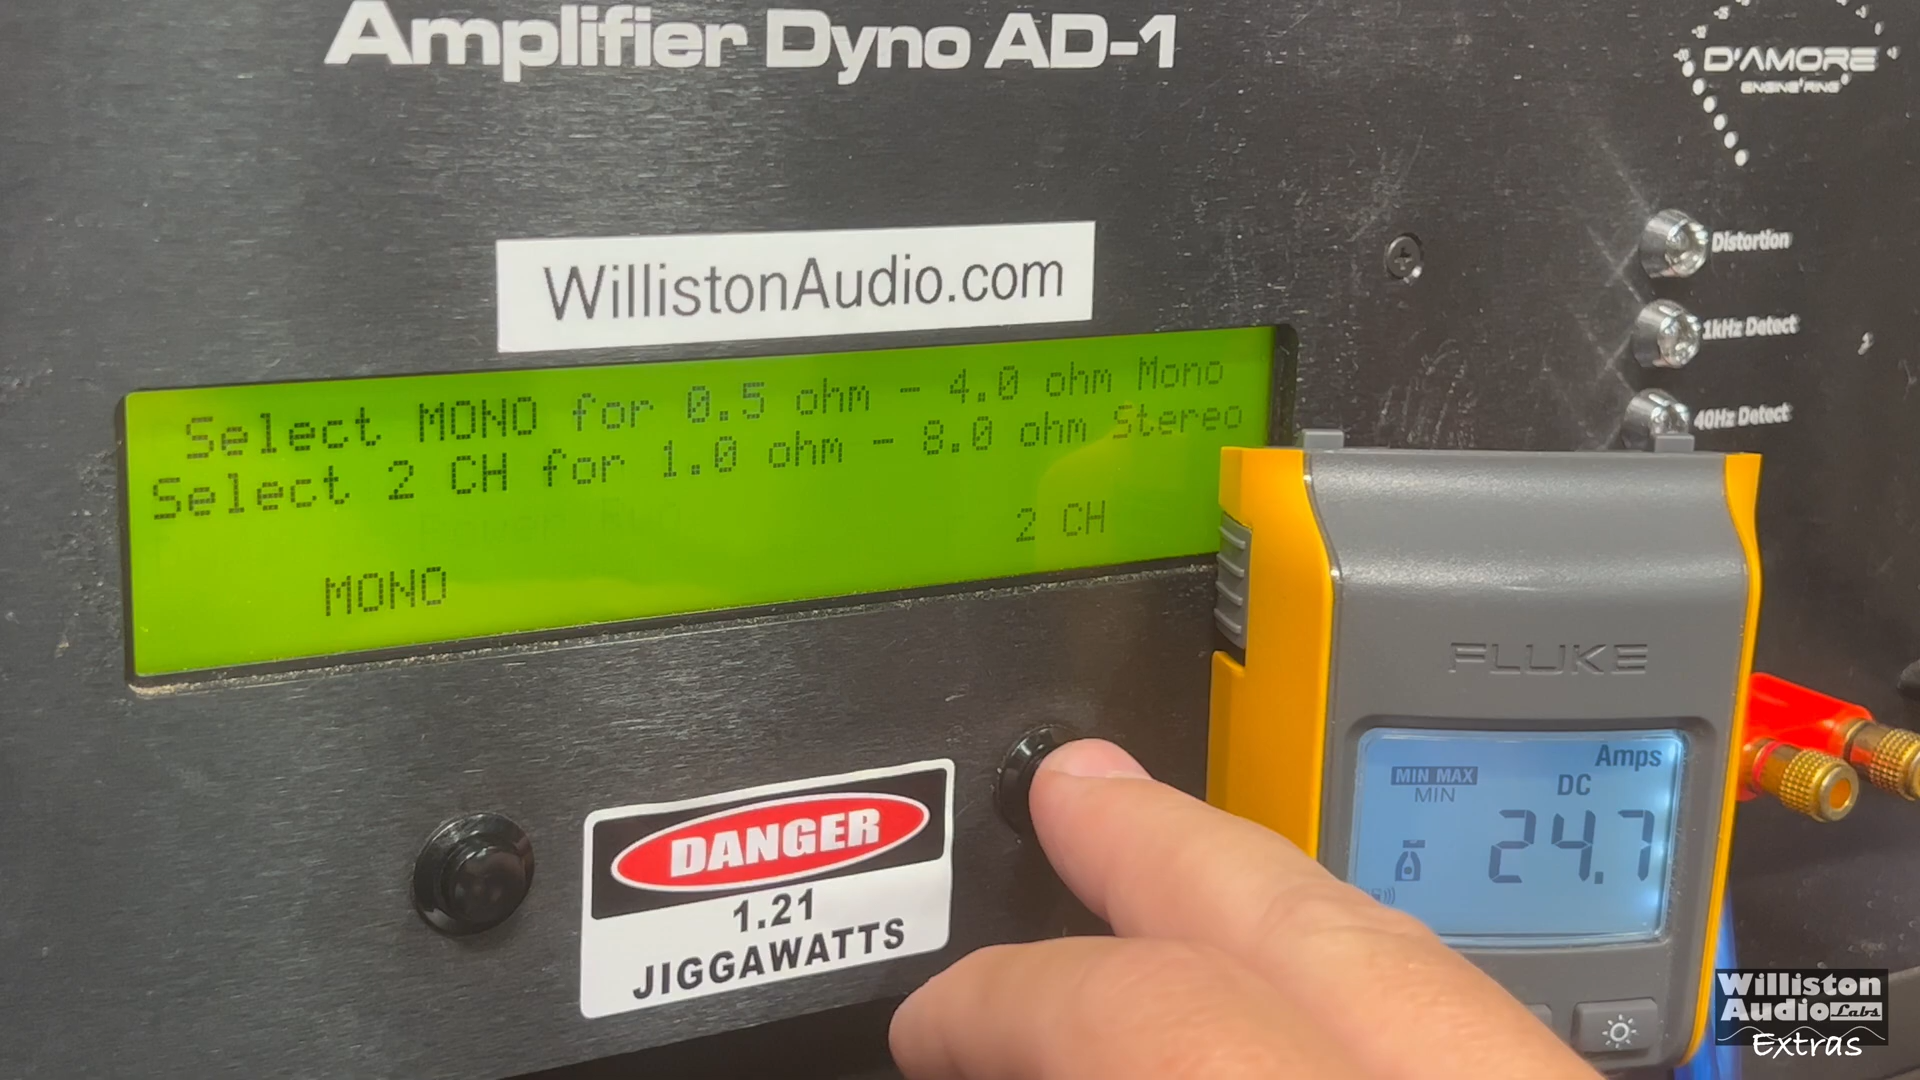 Amplifier Dyno AD-1
D'AMORE
ENGINE'RING
WillistonAudio.com
Distortion
1kHz Detect
40Hz Detect
Select MONO for 0.5 ohm - 4.0 ohm Mono
Select 2 CH for 1.0 ohm - 8.0 ohm Stereo
MONO
2 CH
FLUKE
Amps
MIN MAX
MIN
DC
24.7
DANGER
1.21
JIGGAWATTS
Williston
Audio Labs
Extras